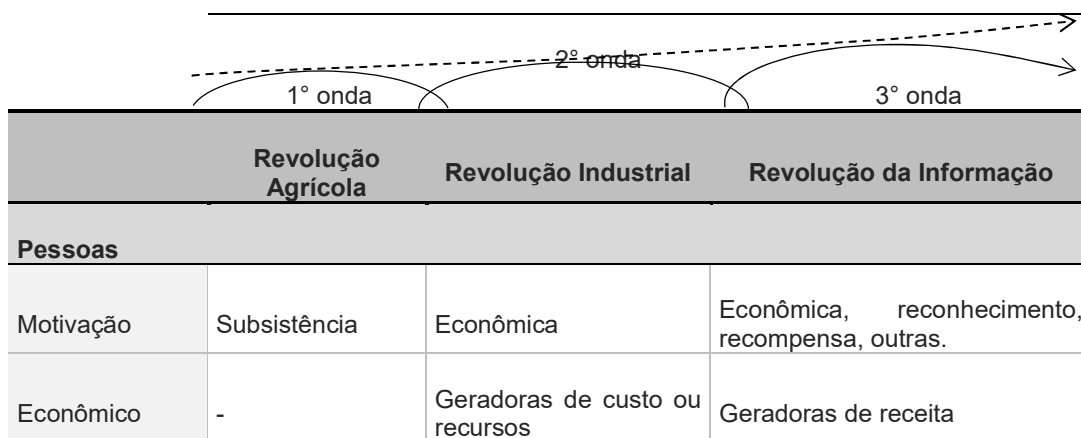 2° onda
1° onda
3° onda
Revolução
Agrícola
Revolução Industrial
Revolução da Informação
Pessoas
Motivação
Subsistência
Econômica
Econômica, reconhecimento,
recompensa, outras.
Econômico
-
Geradoras de custo ou
recursos
Geradoras de receita